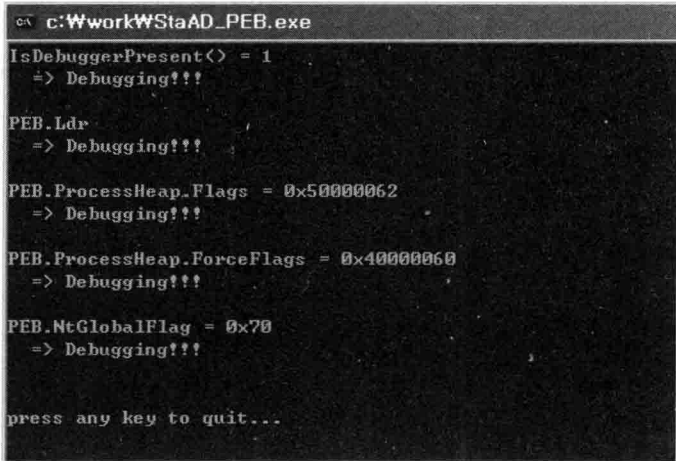 c:₩work₩StaAD_PEB.exe
IsDebuggerPresent() = 1
=> Debugging!!!
PEB.Ldr
=> Debugging!!!
PEB.ProcessHeap.Flags = 0x50000062
=> Debugging!!!
PEB.ProcessHeap.ForceFlags = 0x40000060
=> Debugging!!!
PEB.NtGlobalFlag = 0x70
=> Debugging!!!
press any key to quit...